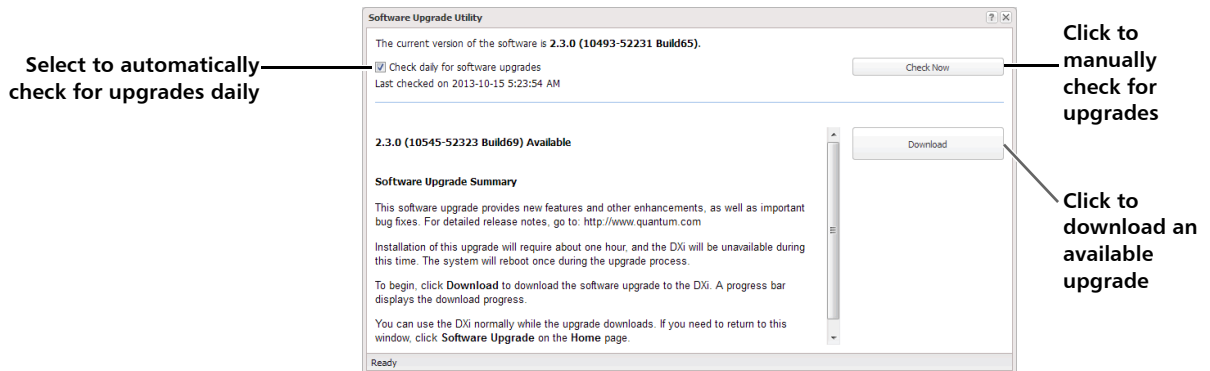 Software Upgrade Utility
The current version of the software is 2.3.0 (10493-52231 Build65).
Select to automatically
check for upgrades daily
Check daily for software upgrades
Last checked on 2013-10-15 5:23:54 AM
Check Now
Click to
manually
check for
upgrades
2.3.0 (10545-52323 Build69) Available
Download
Software Upgrade Summary
This software upgrade provides new features and other enhancements, as well as important
bug fixes. For detailed release notes, go to: http://www.quantum.com
Installation of this upgrade will require about one hour, and the DXi will be unavailable during
this time. The system will reboot once during the upgrade process.
To begin, click Download to download the software upgrade to the DXi. A progress bar
displays the download progress.
You can use the DXi normally while the upgrade downloads. If you need to return to this
window, click Software Upgrade on the Home page.
Click to
download an
available
upgrade
Ready